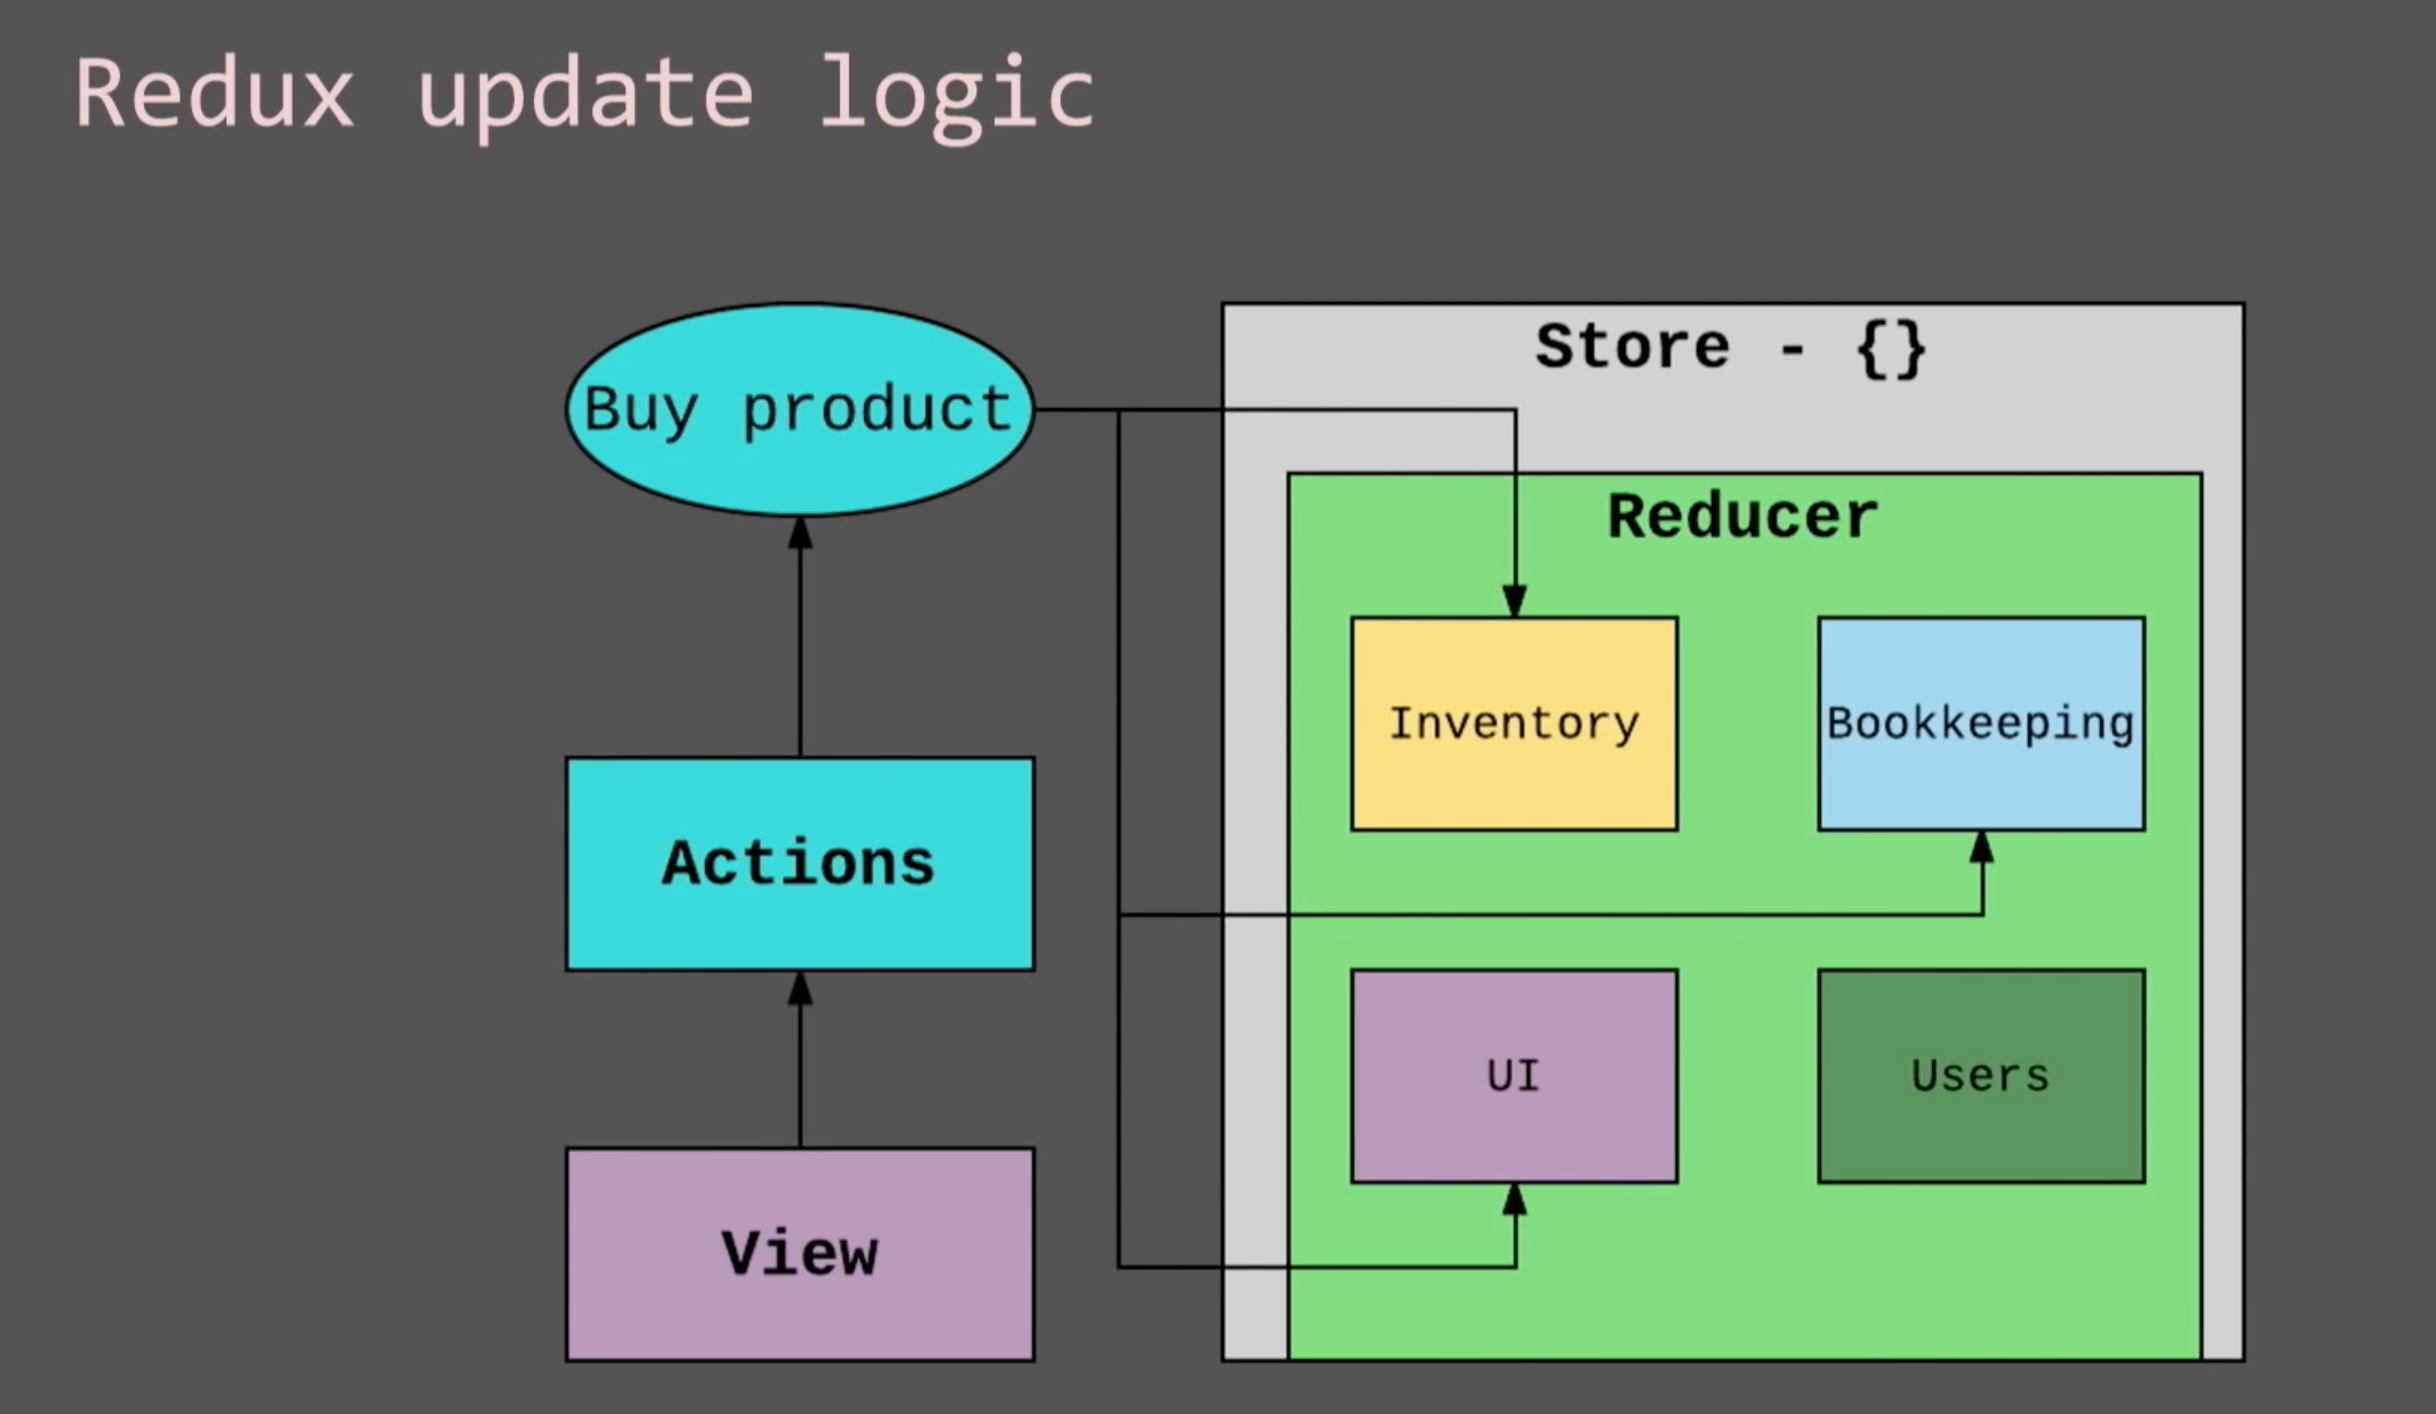 Redux update logic
Buy product
Store - {}
Reducer
Inventory
Bookkeeping
Actions
UI
Users
View